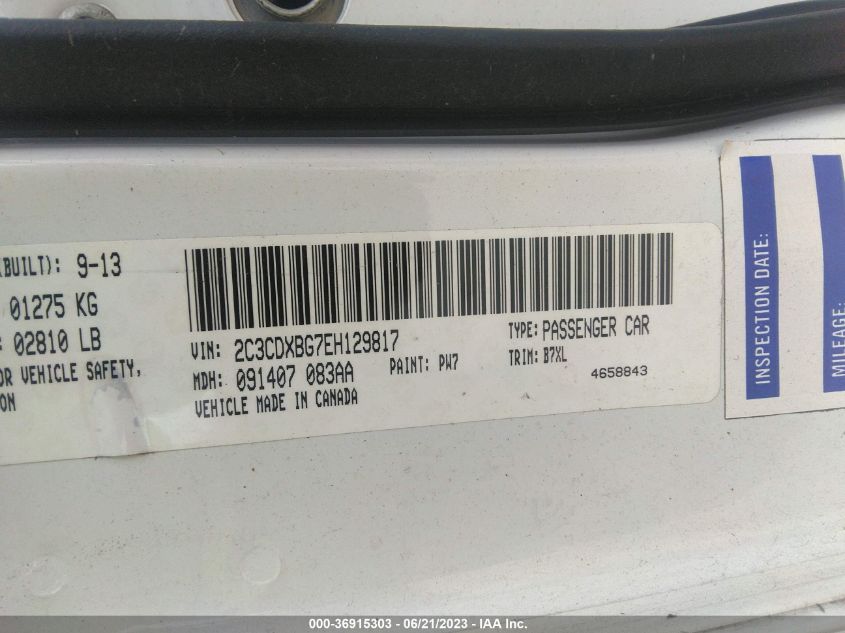 (BUILT): 9-13
01275 KG
02810 LB
OR VEHICLE SAFETY,
ON
VIN: 2C3CDXBG7EH129817
TYPE: PASSENGER CAR
MDH: 091407 083AA
PAINT: PW7
TRIM: B7XL
VEHICLE MADE IN CANADA
4658843
INSPECTION DATE:
MILEAGE:
000-36915303 - 06/21/2023 - IAA Inc.